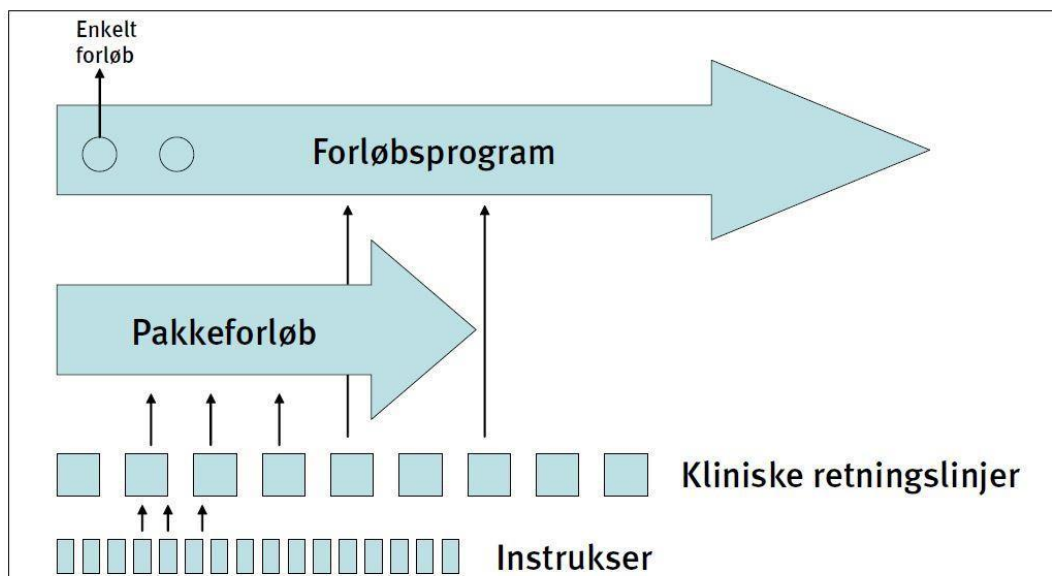 Enkelt
forløb
Forløbsprogram
Pakkeforløb
Kliniske retningslinjer
Instrukser